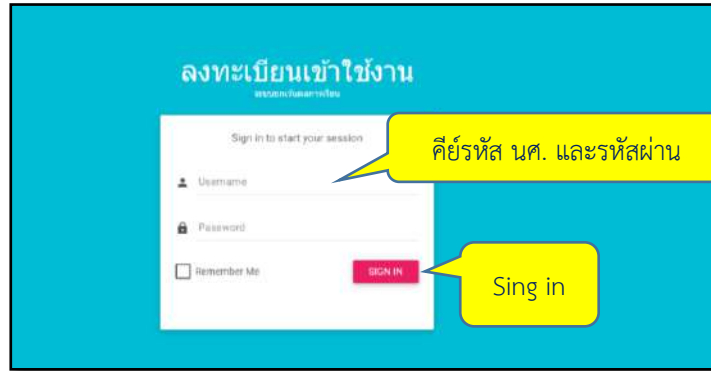 ลงทะเบียนเข้าใช้งาน
Sign in to start your session
คีย์รหัส นศ. และรหัสผ่าน
Username
Password
Remember Me
SIGN IN
Sing in